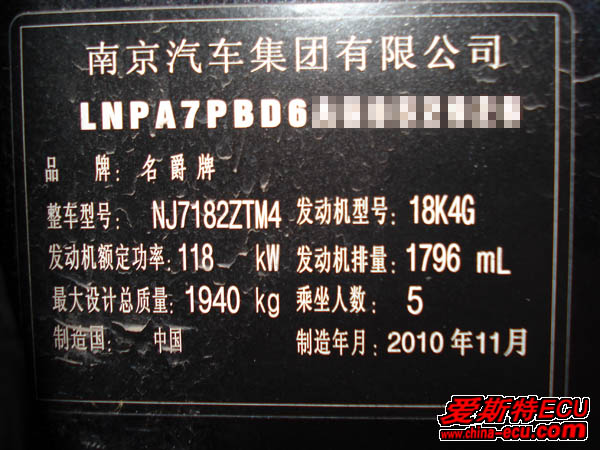 南京汽车集团有限公司
LNPA7PBD6
品 牌: 名爵牌
整车型号: NJ7182ZTM4 发动机型号: 18K4G
发动机额定功率: 118 kW 发动机排量: 1796 mL
最大设计总质量: 1940 kg 乘坐人数: 5
制造国: 中国 制造年月: 2010 年 11月
爱斯特ECU
www.china-ecu.com